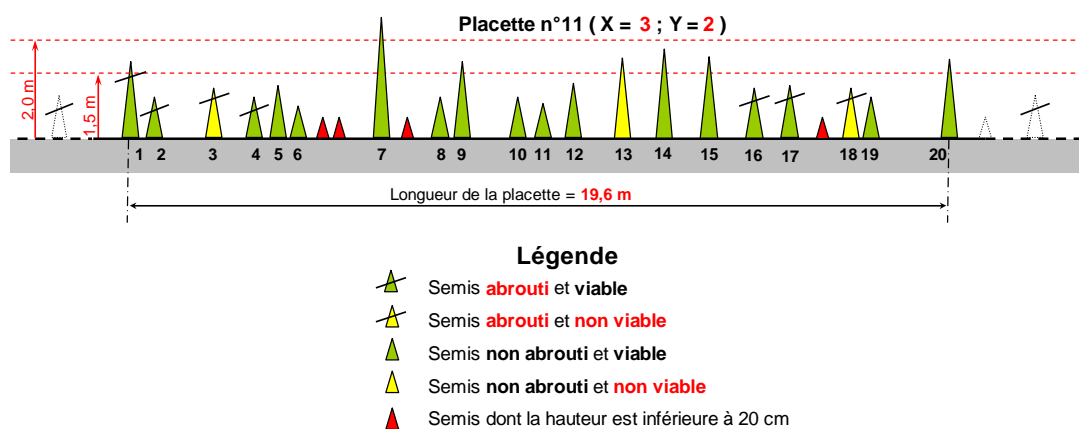 Placette n°11 ( X = 3 ; Y = 2 )
2,0 m
1,5 m
1 2 3 4 5 6 7 8 9 10 11 12 13 14 15 16 17 18 19 20
Longueur de la placette = 19,6 m
Légende
Semis abrouti et viable
Semis abrouti et non viable
Semis non abrouti et viable
Semis non abrouti et non viable
Semis dont la hauteur est inférieure à 20 cm